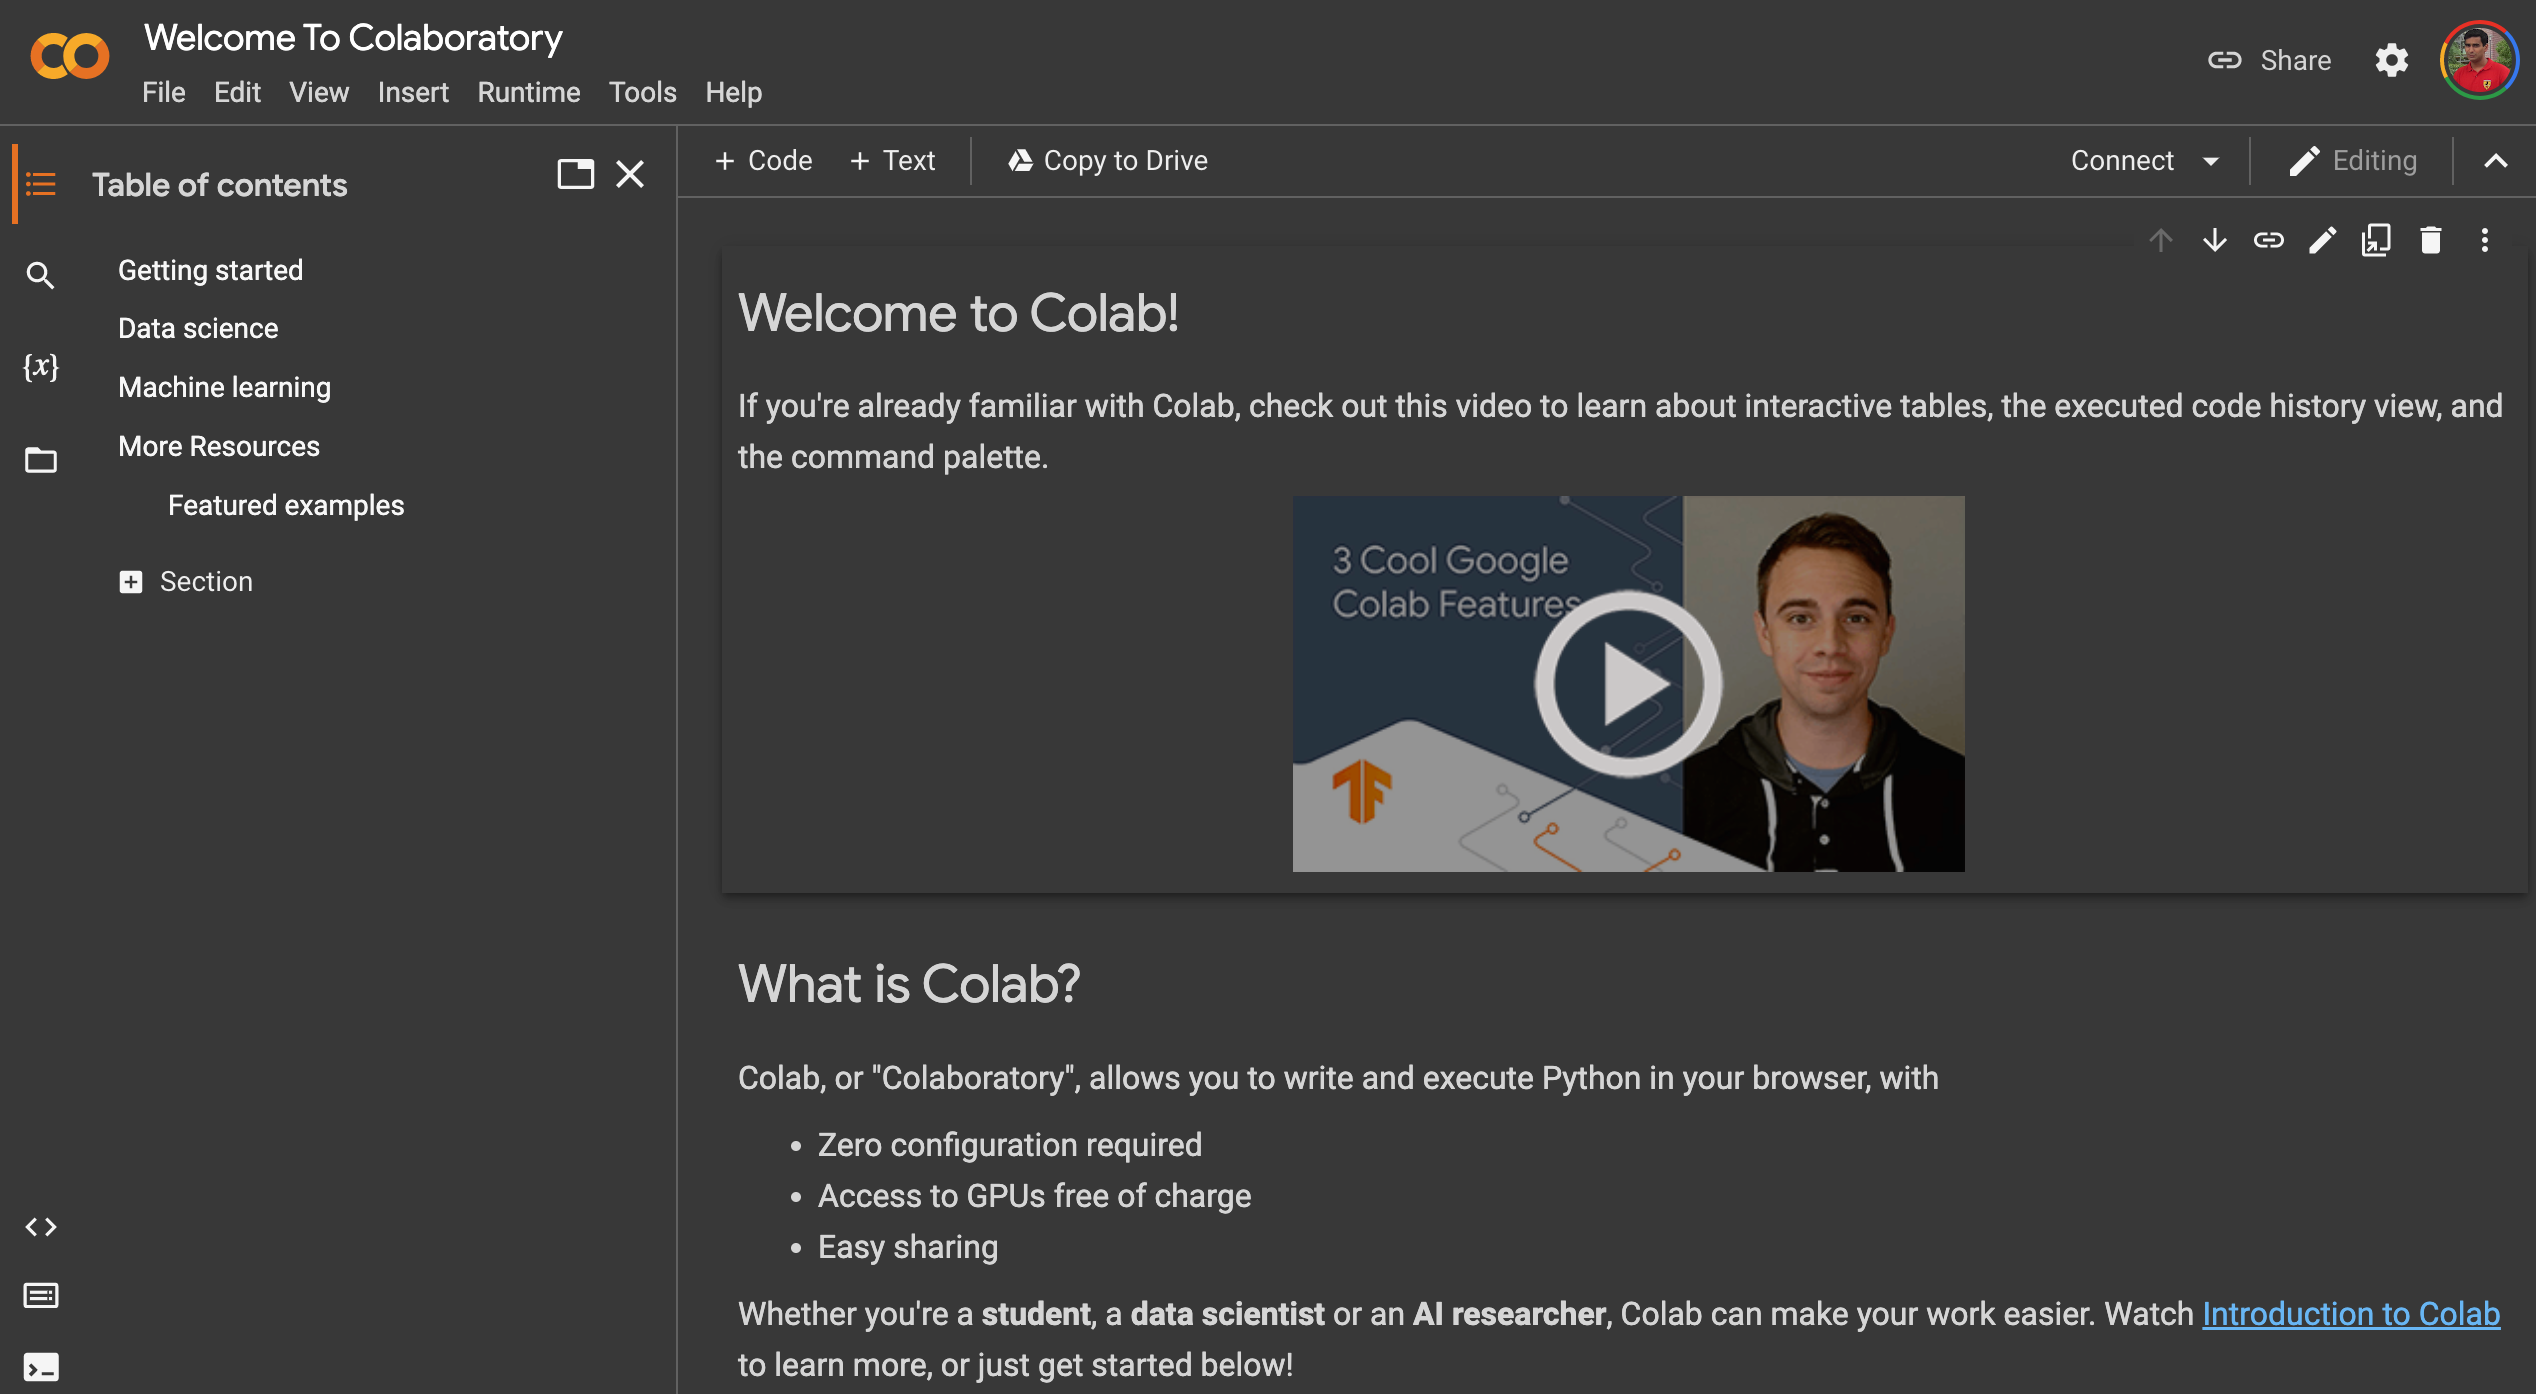 Welcome To Colaboratory
File Edit View Insert Runtime Tools Help
Share
Table of contents
Getting started
Data science
Machine learning
More Resources
Featured examples
Section
{x}
+ Code + Text Copy to Drive
Connect Editing
Welcome to Colab!
If you're already familiar with Colab, check out this video to learn about interactive tables, the executed code history view, and
the command palette.
3 Cool Google
Colab Features
What is Colab?
Colab, or "Colaboratory", allows you to write and execute Python in your browser, with
• Zero configuration required
• Access to GPUs free of charge
• Easy sharing
Whether you're a student, a data scientist or an AI researcher, Colab can make your work easier. Watch Introduction to Colab
to learn more, or just get started below!